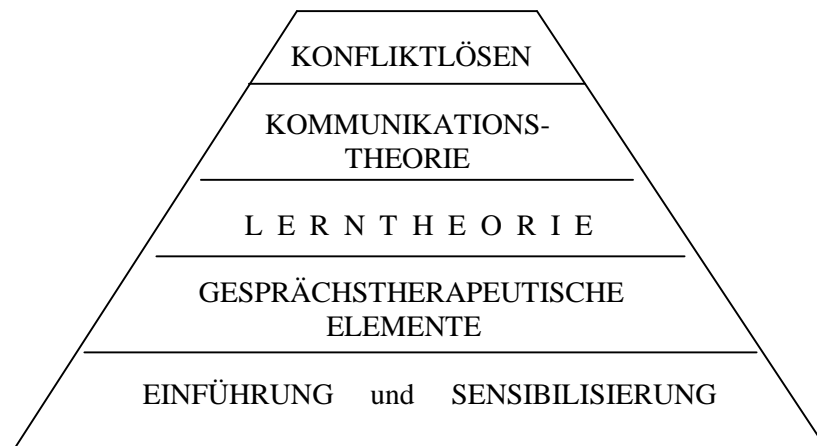 KONFLIKTLÖSEN
KOMMUNIKATIONS-
THEORIE
L E R N T H E O R I E
GESPRÄCHSTHERAPEUTISCHE
ELEMENTE
EINFÜHRUNG und SENSIBILISIERUNG